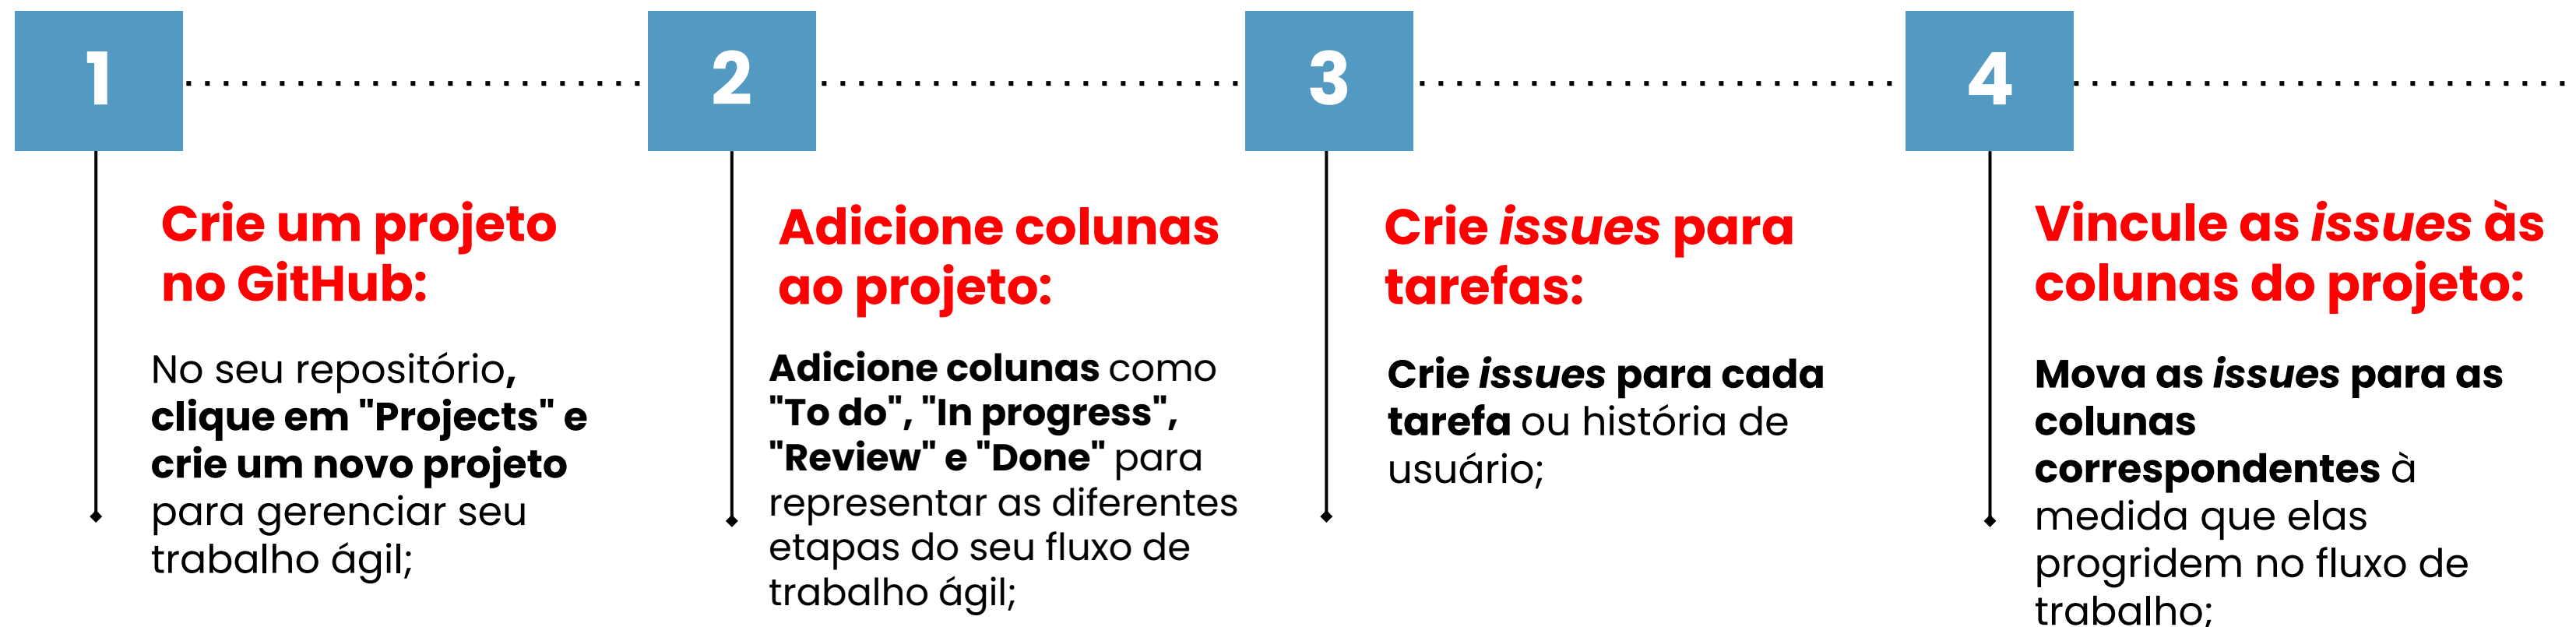 1
Crie um projeto
no GitHub:
No seu repositório,
clique em "Projects" e
crie um novo projeto
para gerenciar seu
trabalho ágil;
2
Adicione colunas
ao projeto:
Adicione colunas como
"To do", "In progress",
"Review" e "Done" para
representar as diferentes
etapas do seu fluxo de
trabalho ágil;
3
Crie issues para
tarefas:
Crie issues para cada
tarefa ou história de
usuário;
4
Vincule as issues às
colunas do projeto:
Mova as issues para as
colunas
correspondentes à
medida que elas
progridem no fluxo de
trabalho;